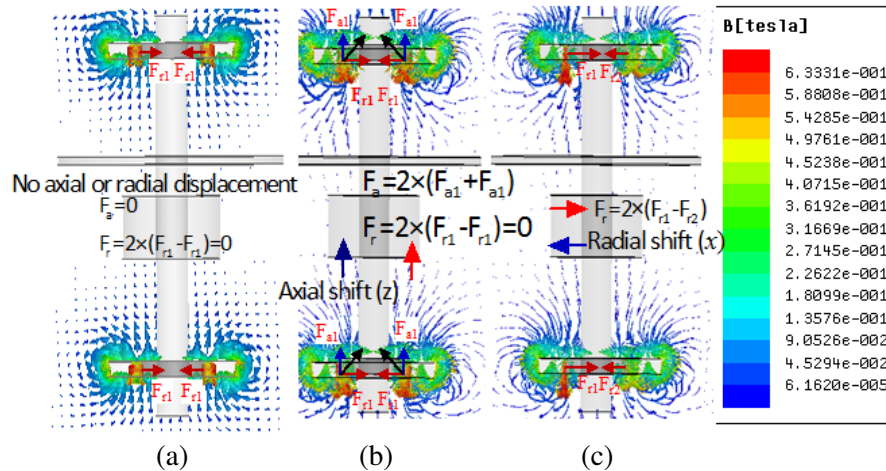 F_r1 F_r1
No axial or radial displacement
F_a=0
F_r=2×(F_r1-F_r1)=0
F_r1 F_r1
(a)
F_a1 F_a1
F_r1 F_r1
F_a=2×(F_a1+F_a1)
F_r=2×(F_r1-F_r1)=0
Axial shift (z)
F_a1 F_a1
F_r1 F_r1
(b)
F_r1 F_r2
F_r=2×(F_r1-F_r2)
Radial shift (x)
F_r1 F_r2
(c)
B[tesla]
6.3331e-001
5.8808e-001
5.4285e-001
4.9761e-001
4.5238e-001
4.0715e-001
3.6192e-001
3.1669e-001
2.7145e-001
2.2622e-001
1.8099e-001
1.3576e-001
9.0526e-002
4.5294e-002
6.1620e-005